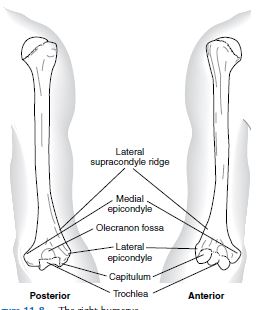 Lateral
supracondyle ridge
Medial
epicondyle
Olecranon fossa
Lateral
epicondyle
Capitulum
Trochlea
Posterior
Anterior